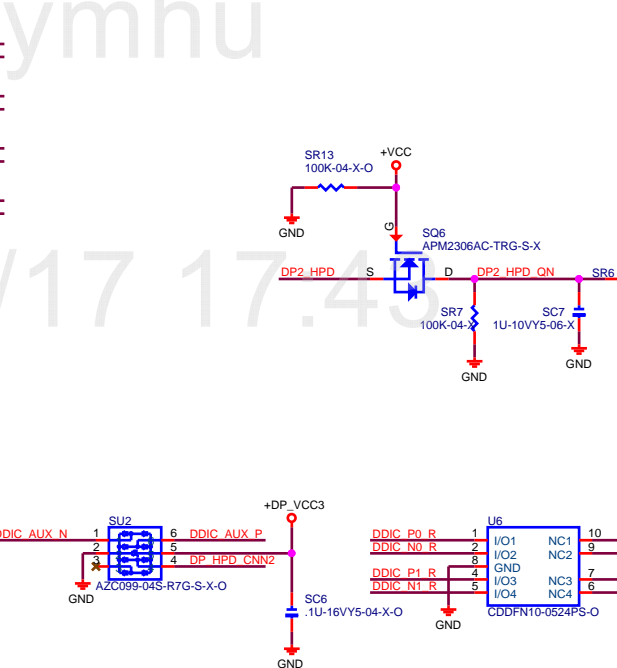 ymhu
SR13
100K-04-X-O
+VCC
GND
G
SQ6
APM2306AC-TRG-S-X
/17 17.43
DP2_HPD
S
D
DP2_HPD_QN
SR6
SR7
100K-04-X
SC7
1U-10VY5-06-X
GND
GND
+DP_VCC3
DDIC_AUX_N
1
2
3
SU2
6
5
4
DDIC_AUX_P
DP_HPD_CNN2
GND
AZC099-04S-R7G-S-X-O
SC6
.1U-16VY5-04-X-O
GND
U6
DDIC_P0_R
DDIC_N0_R
DDIC_P1_R
DDIC_N1_R
1
2
8
4
5
I/O1
I/O2
GND
I/O3
I/O4
NC1
NC2
NC3
NC4
10
9
7
6
CDDFN10-0524PS-O
GND